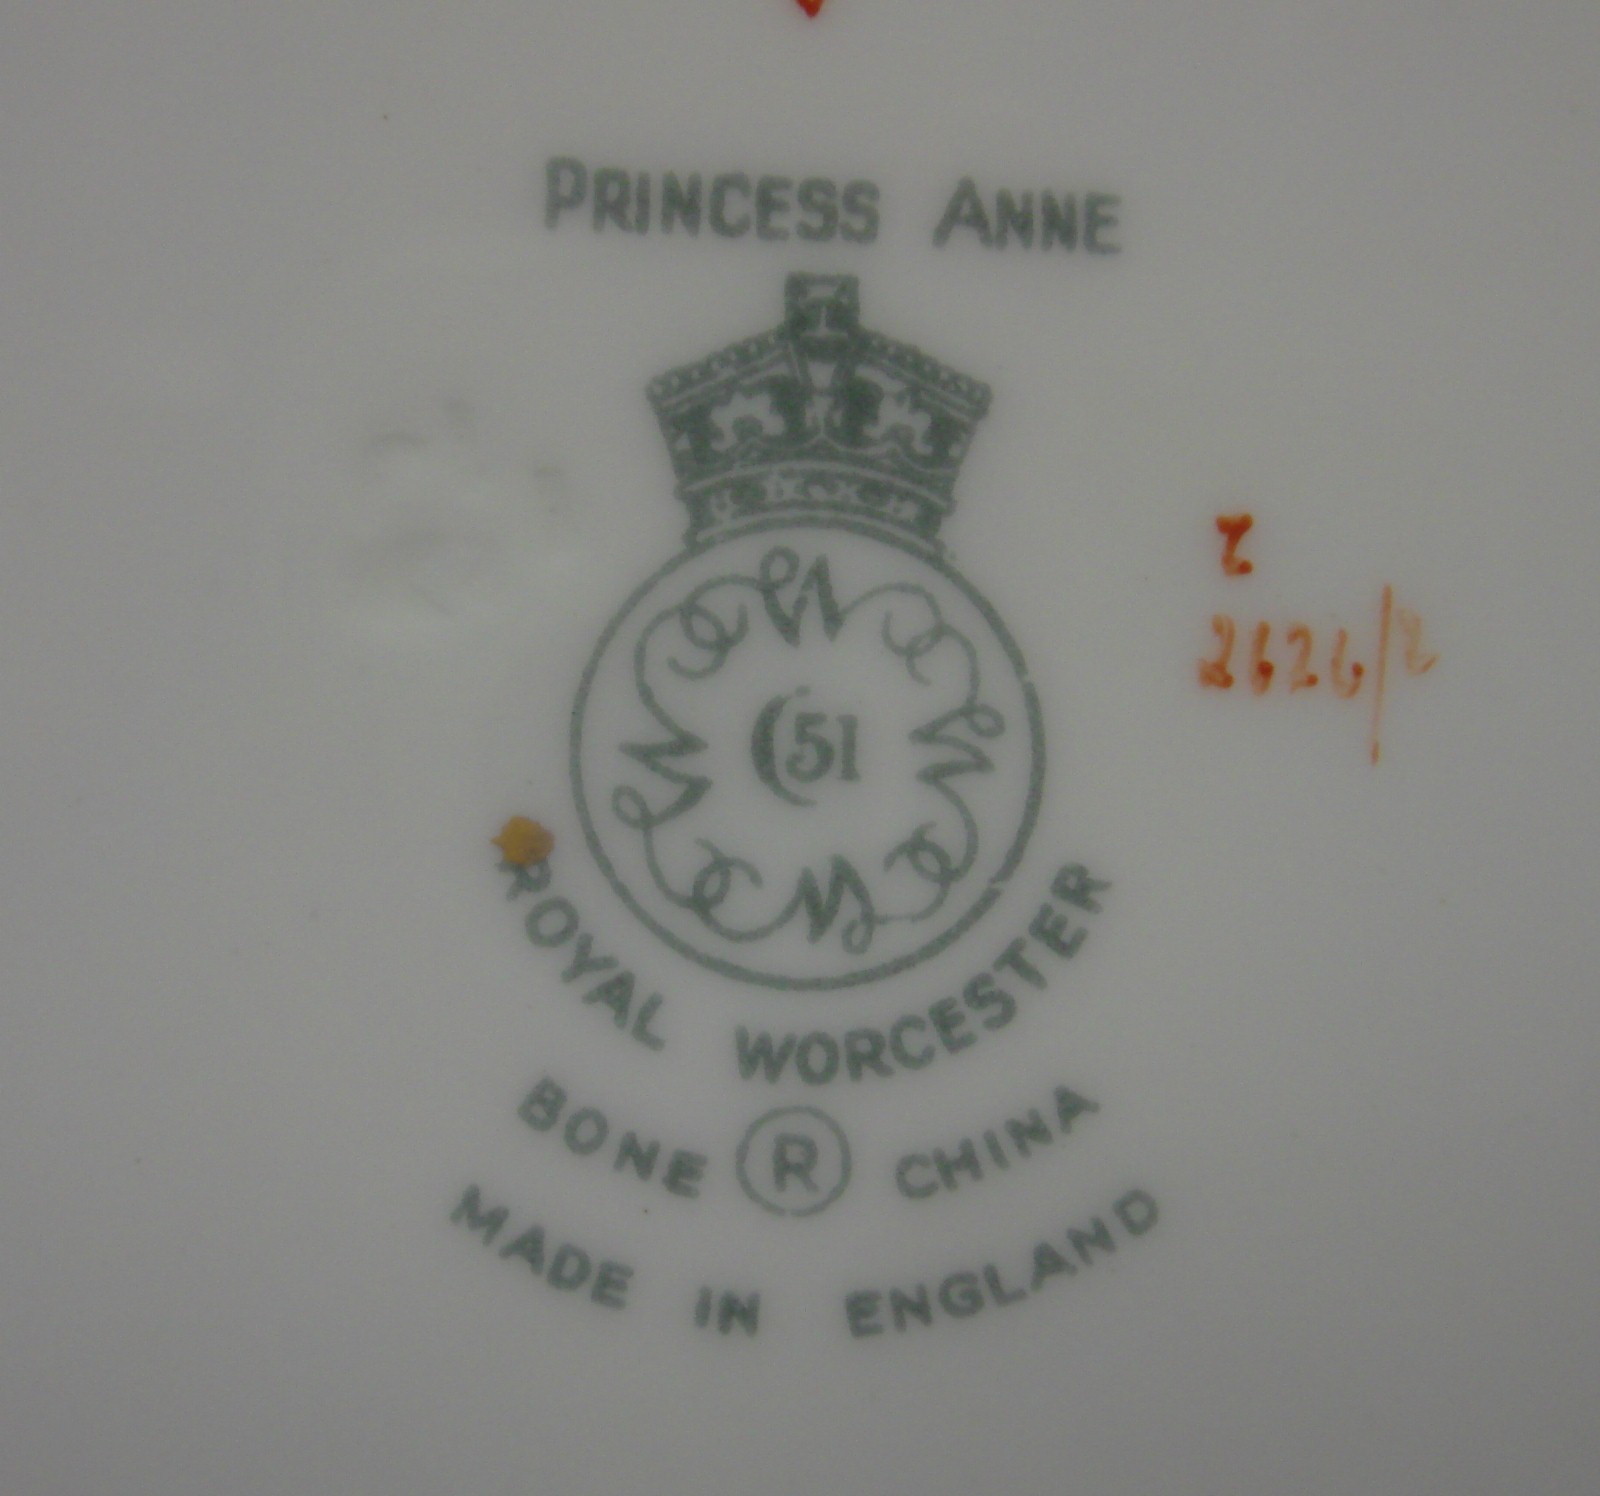 PRINCESS ANNE
51
ROYAL WORCESTER
BONE ® CHINA
MADE IN ENGLAND
2626/2